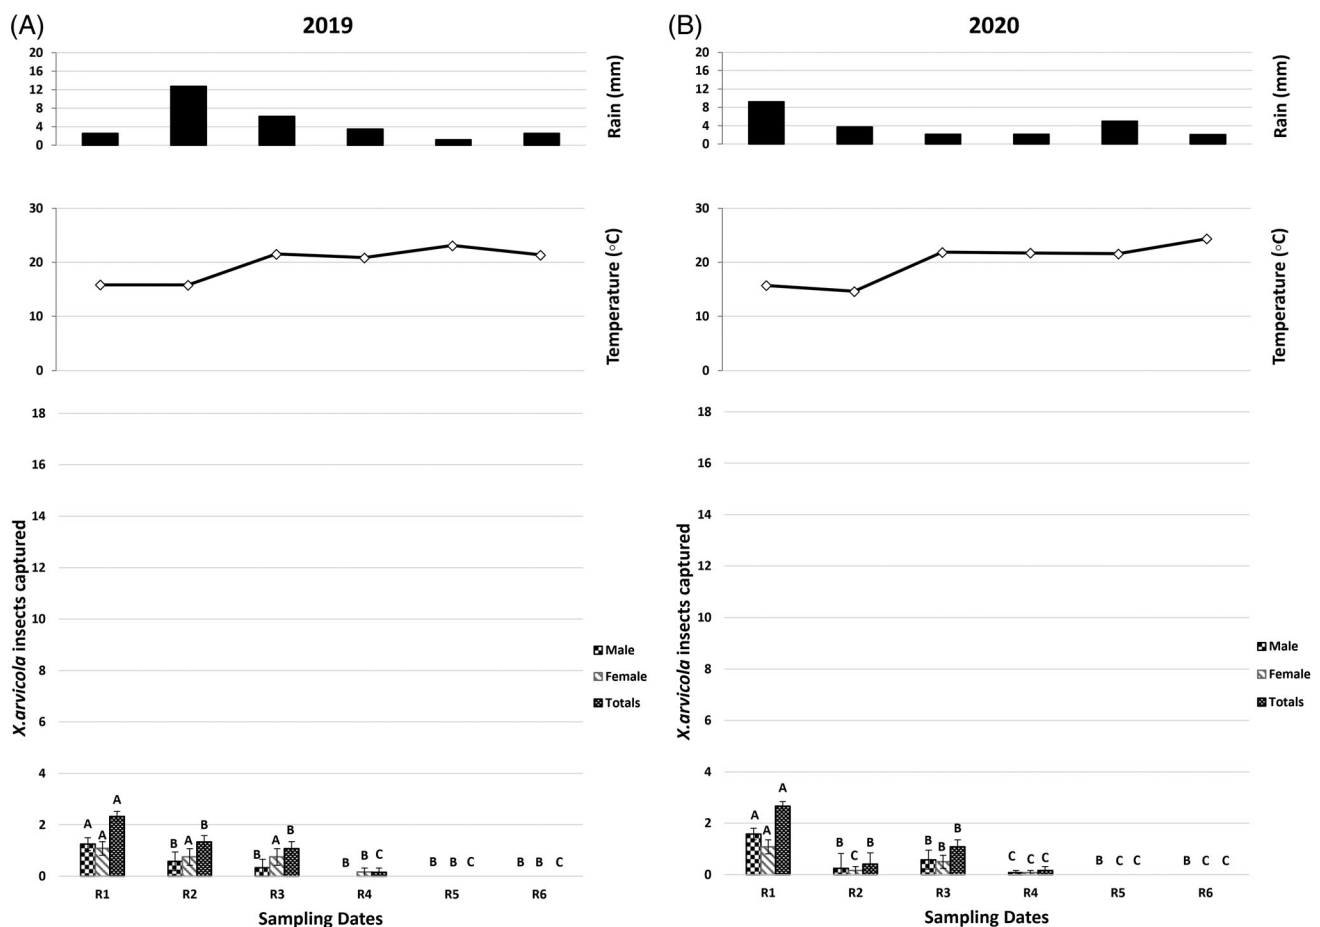 (A)
2019
20
16
12
8
4
0
Rain (mm)
30
20
10
0
Temperature (°C)
18
16
14
12
10
8
6
4
2
0
X.arvicola insects captured
Male
Female
Totals
A A A
B A B
B A B
B B C
B B C
B B C
R1 R2 R3 R4 R5 R6
Sampling Dates
(B)
2020
20
16
12
8
4
0
Rain (mm)
30
20
10
0
Temperature (°C)
18
16
14
12
10
8
6
4
2
0
X.arvicola insects captured
Male
Female
Totals
A A A
B C B
B B B
C C C
B C C
B C C
R1 R2 R3 R4 R5 R6
Sampling Dates